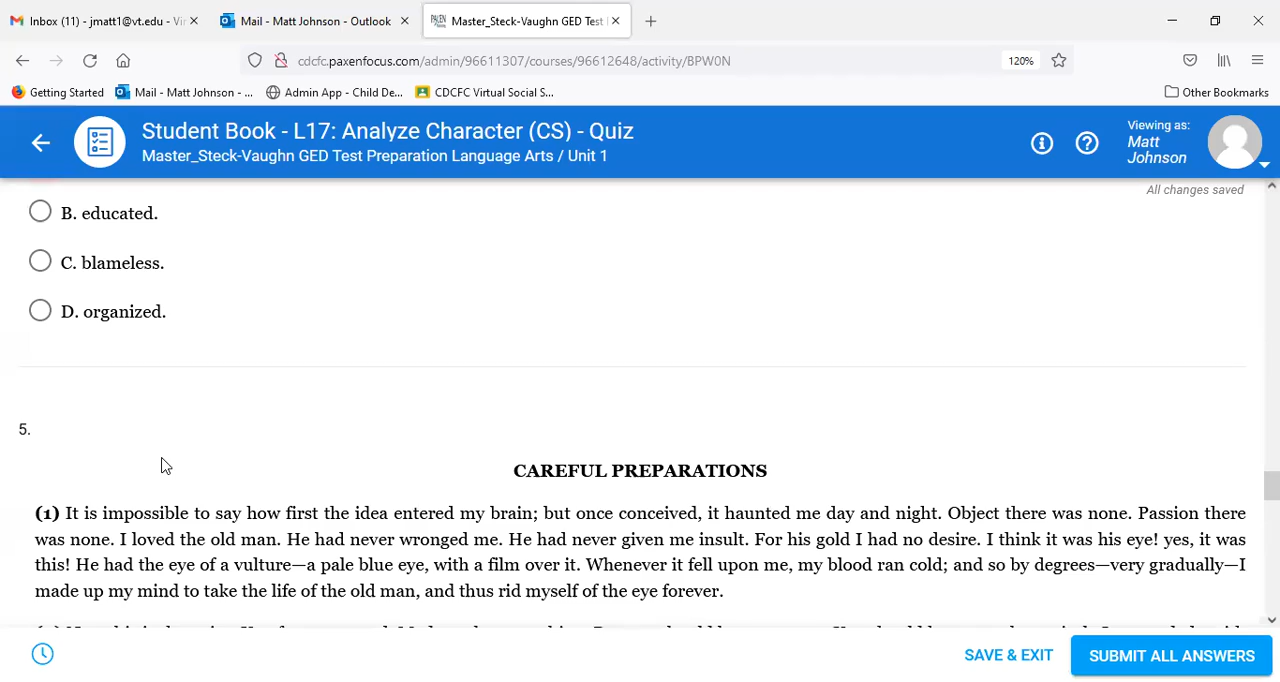 Inbox (11) - jmatt1@vt.edu - Vir
Mail - Matt Johnson - Outlook
Master_Steck-Vaughn GED Test
cdcfc.paxenfocus.com/admin/96611307/courses/96612648/activity/BPW0N
120%
Getting Started
Mail - Matt Johnson - ...
Admin App - Child De...
CDCFC Virtual Social S...
Other Bookmarks
Student Book - L17: Analyze Character (CS) - Quiz
Master_Steck-Vaughn GED Test Preparation Language Arts / Unit 1
Viewing as:
Matt
Johnson
All changes saved
B. educated.
C. blameless.
D. organized.
5.
CAREFUL PREPARATIONS
(1) It is impossible to say how first the idea entered my brain; but once conceived, it haunted me day and night. Object there was none. Passion there
was none. I loved the old man. He had never wronged me. He had never given me insult. For his gold I had no desire. I think it was his eye! yes, it was
this! He had the eye of a vulture—a pale blue eye, with a film over it. Whenever it fell upon me, my blood ran cold; and so by degrees—very gradually—I
made up my mind to take the life of the old man, and thus rid myself of the eye forever.
SAVE & EXIT
SUBMIT ALL ANSWERS